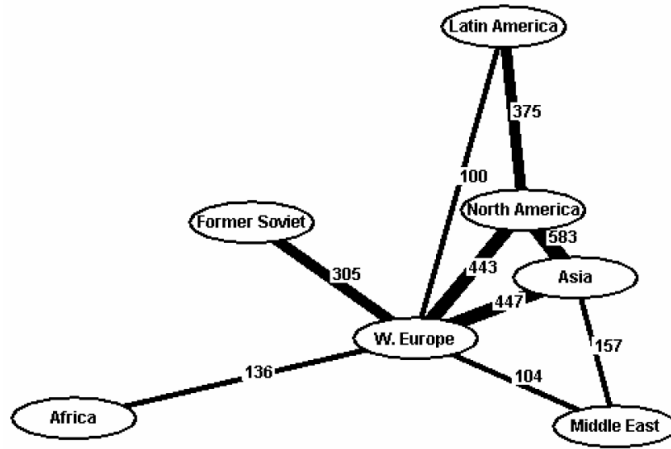 Latin America
375
100
Former Soviet
North America
583
443
305
Asia
447
W. Europe
157
136
104
Africa
Middle East